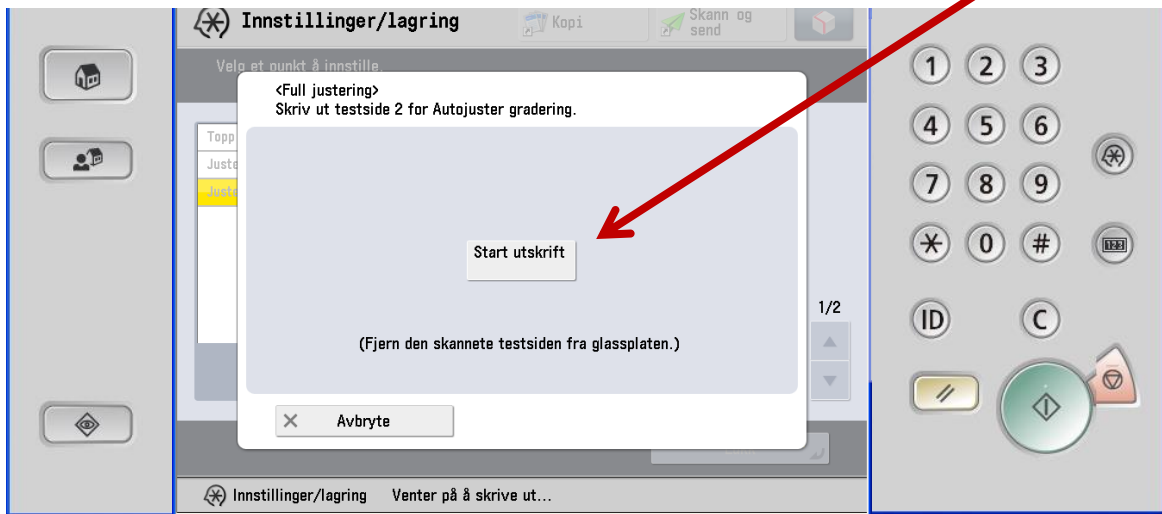 Innstillinger/lagring
Kopi
Skann og
send
Velg et punkt å innstille.
<Full justering>
Skriv ut testside 2 for Autojuster gradering.
Topp
Juste
Juste
Start utskrift
(Fjern den skannete testsiden fra glassplaten.)
1/2
× Avbryte
Innstillinger/lagring Venter på å skrive ut...
1 2 3
4 5 6
7 8 9
0 #
123
ID C